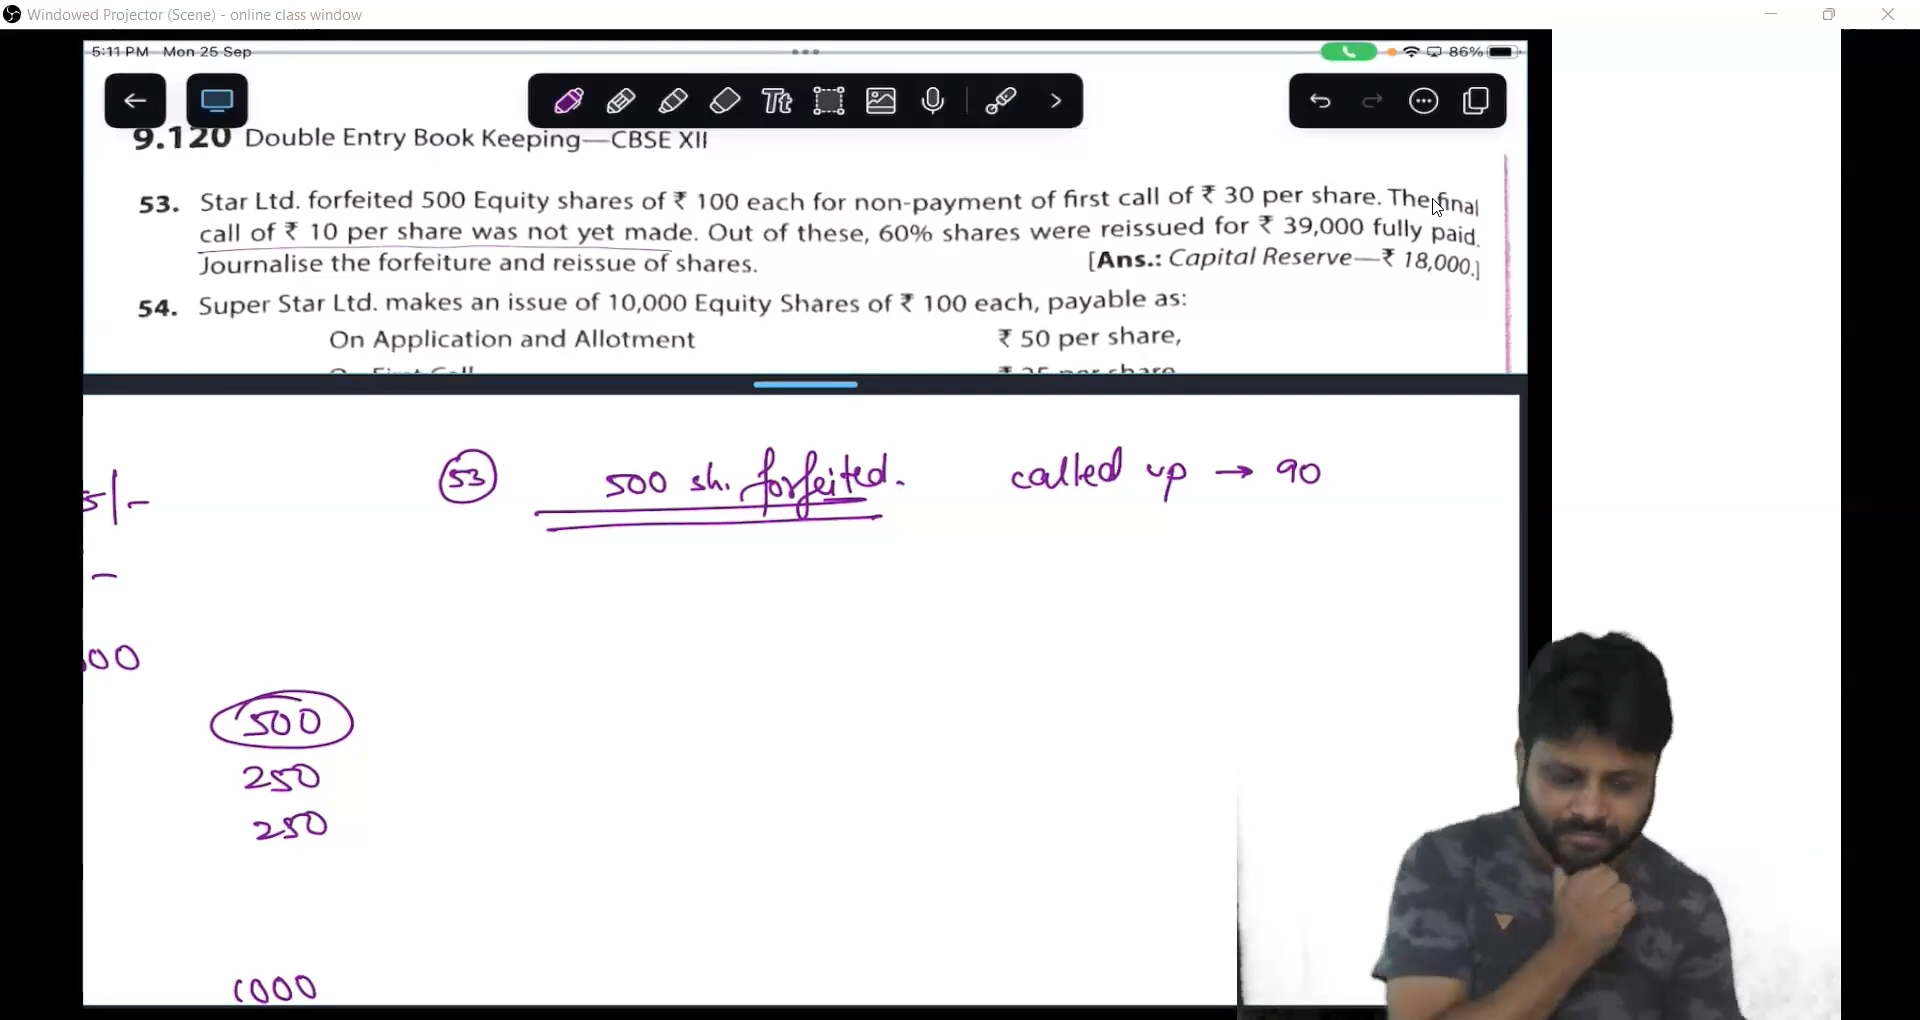 Windowed Projector (Scene) - online class window
5:11 PM Mon 25 Sep
86%
Tt
9.120 Double Entry Book Keeping—CBSE XII
53. Star Ltd. forfeited 500 Equity shares of ₹ 100 each for non-payment of first call of ₹ 30 per share. The final
call of ₹ 10 per share was not yet made. Out of these, 60% shares were reissued for ₹ 39,000 fully paid.
Journalise the forfeiture and reissue of shares. [Ans.: Capital Reserve—₹ 18,000.]
54. Super Star Ltd. makes an issue of 10,000 Equity Shares of ₹ 100 each, payable as:
On Application and Allotment ₹ 50 per share,
53 500 sh. forfeited. called up → 90
5/-
-
00
500
250
250
1000